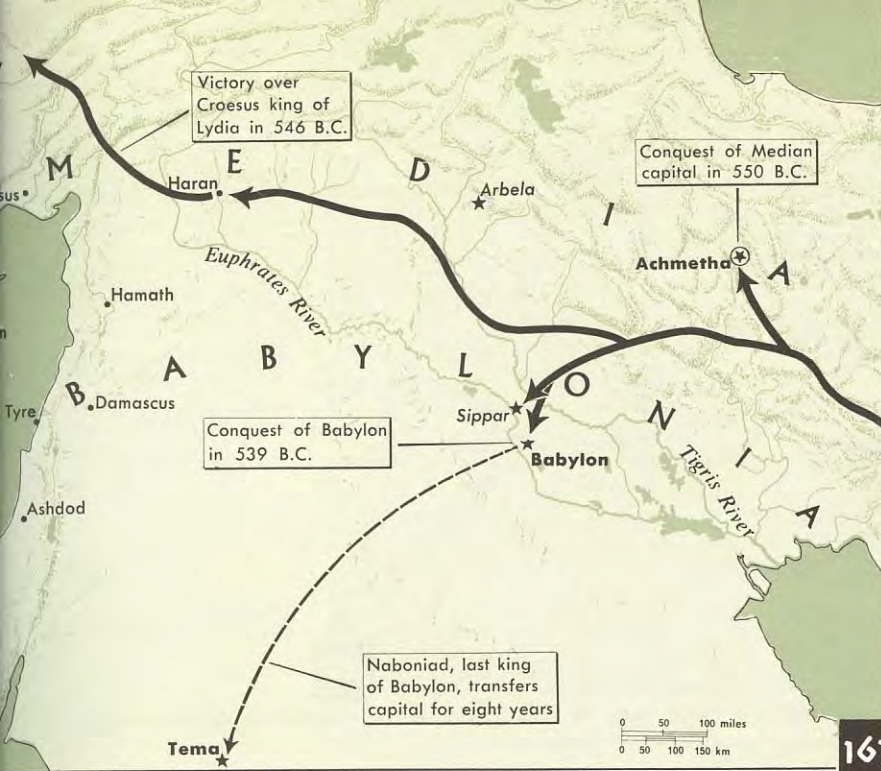 Victory over
Croesus king of
Lydia in 546 B.C.
Conquest of Median
capital in 550 B.C.
M E D I A
Haran
Arbela
sus
Achmetha
Euphrates River
Hamath
B A B Y L O N I A
Damascus
Tyre
Sippar
Conquest of Babylon
in 539 B.C.
Babylon
Tigris River
Ashdod
n
Naboniad, last king
of Babylon, transfers
capital for eight years
Tema
0 50 100 miles
0 50 100 150 km
16